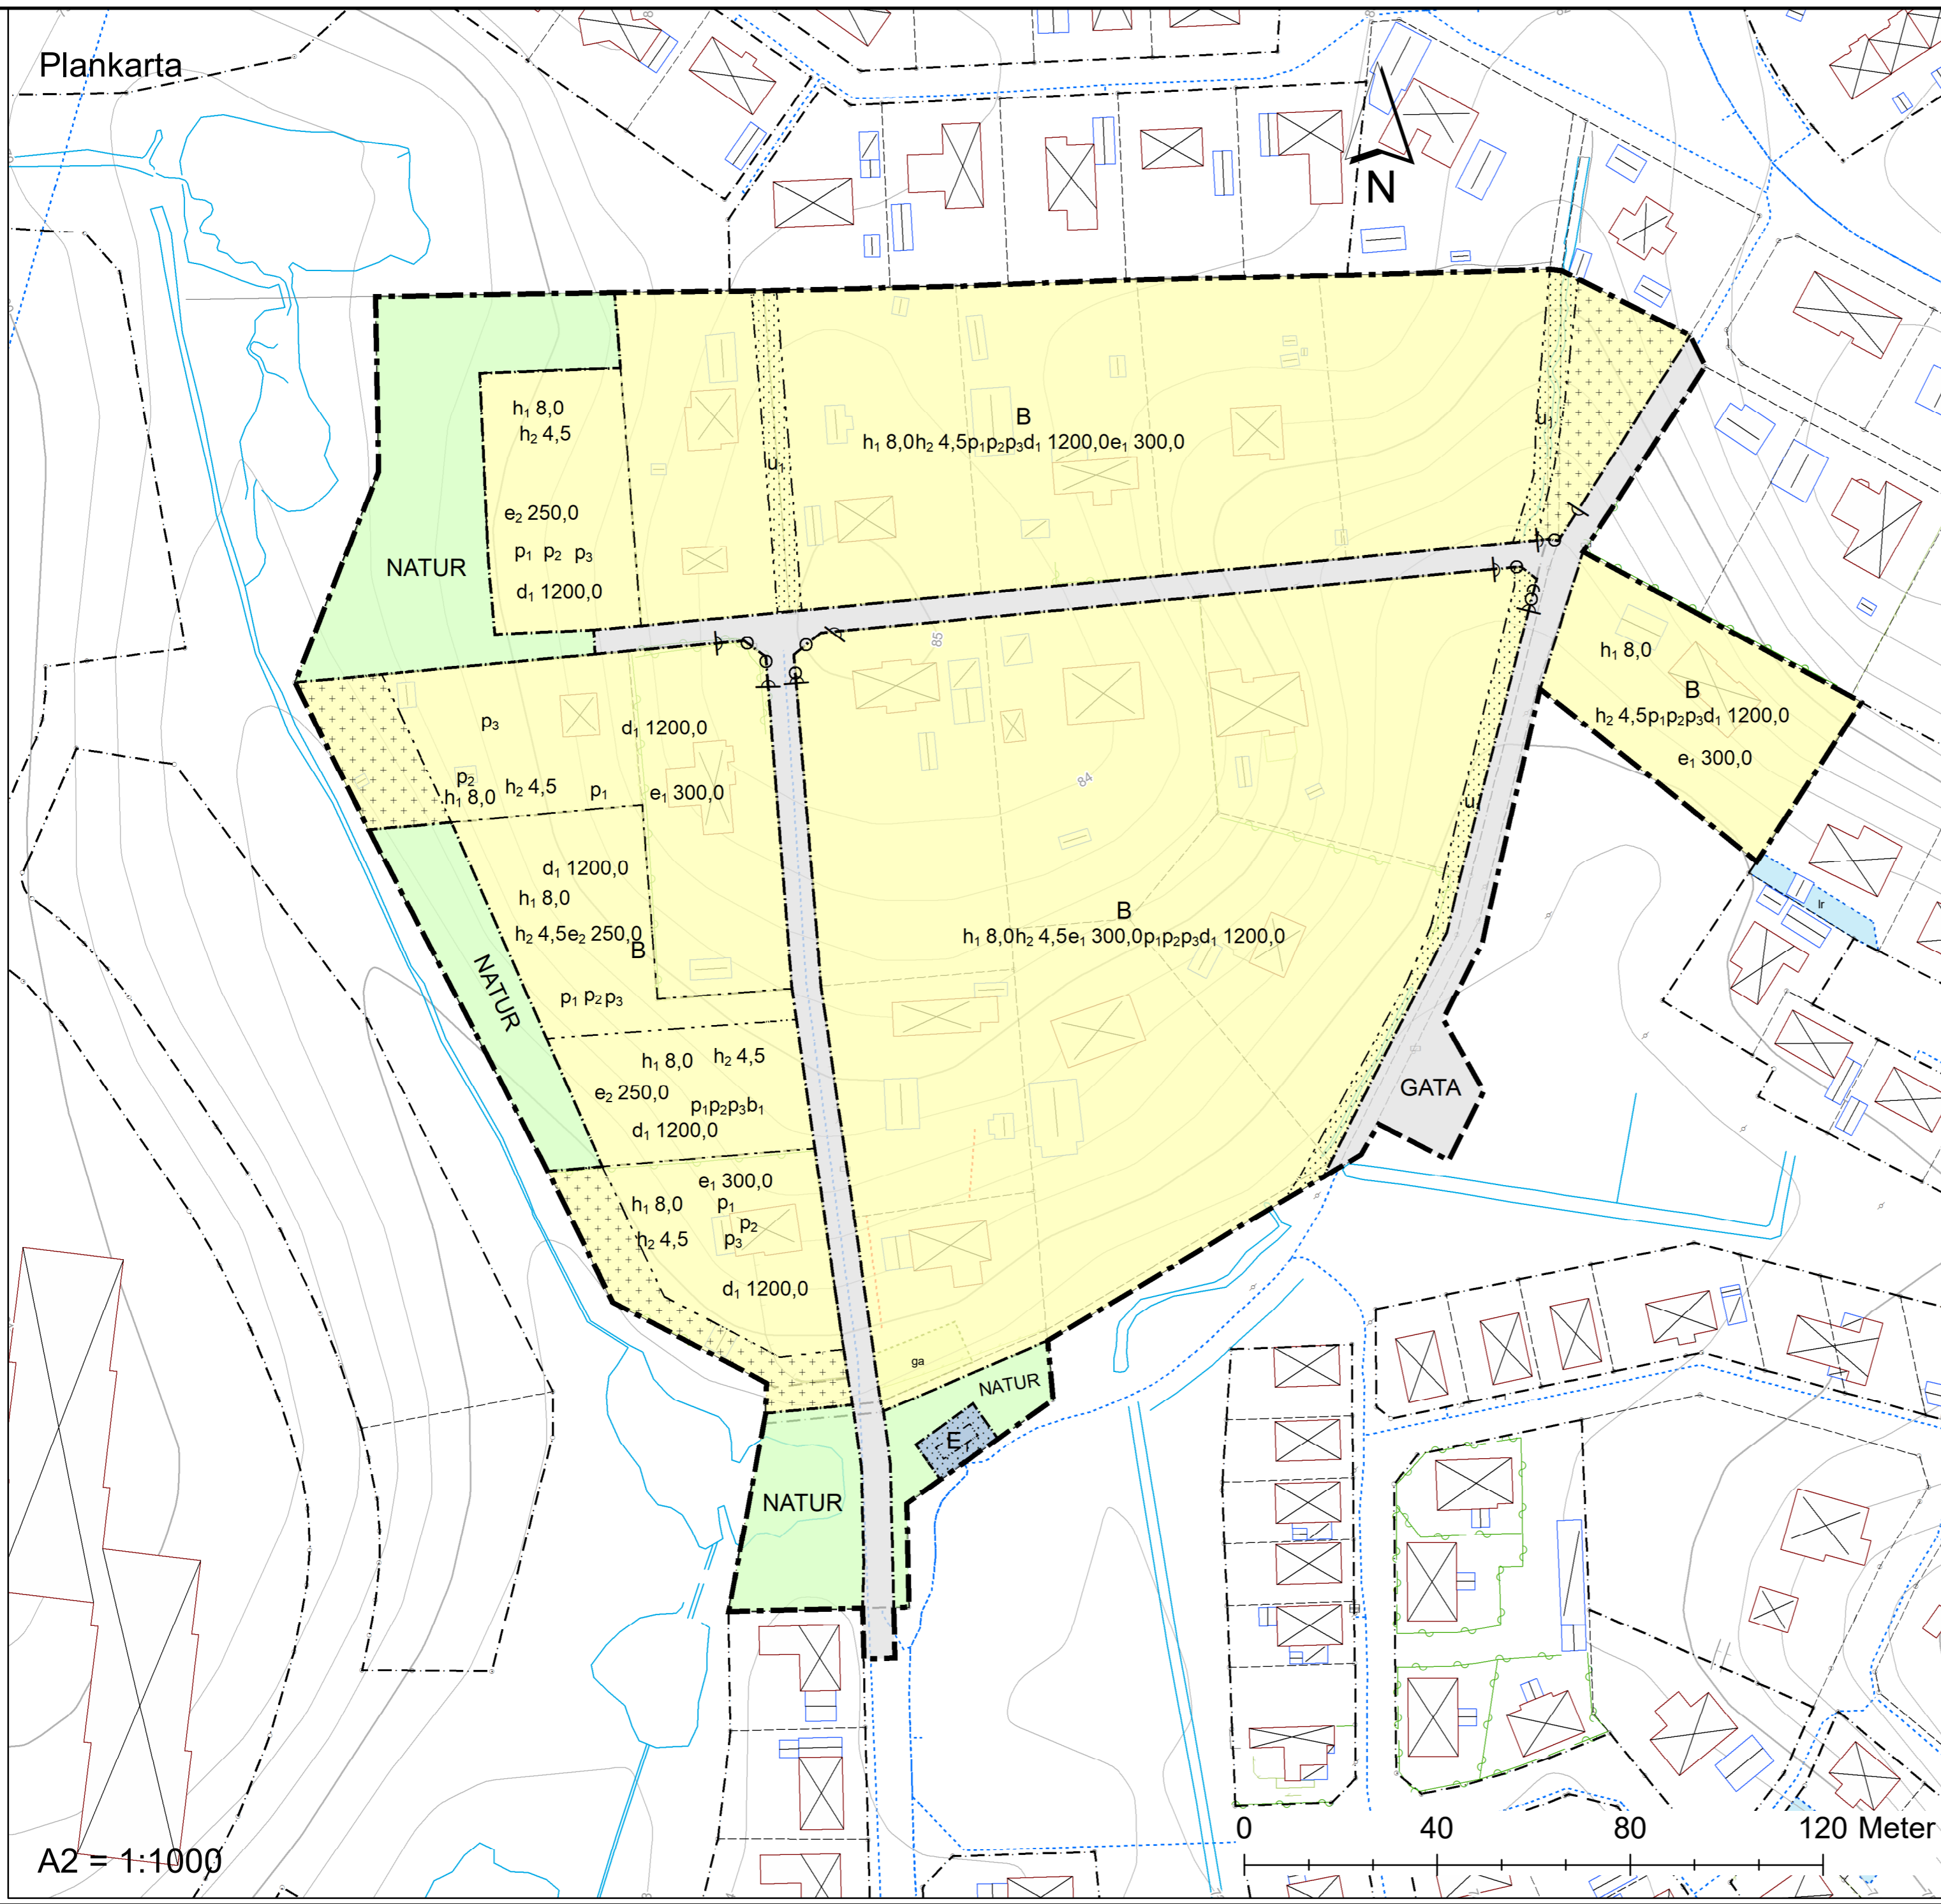 Plankarta
N
h₁ 8,0
h₂ 4,5
e₂ 250,0
p₁ p₂ p₃
d₁ 1200,0
NATUR
u₁
B
h₁ 8,0h₂ 4,5p₁p₂p₃d₁ 1200,0e₁ 300,0
u₁
h₁ 8,0
B
h₂ 4,5p₁p₂p₃d₁ 1200,0
e₁ 300,0
85
84
p₃
d₁ 1200,0
p₂
h₁ 8,0
h₂ 4,5
p₁
e₁ 300,0
d₁ 1200,0
h₁ 8,0
h₂ 4,5e₂ 250,0
B
p₁ p₂p₃
NATUR
B
h₁ 8,0h₂ 4,5e₁ 300,0p₁p₂p₃d₁ 1200,0
lr
h₁ 8,0 h₂ 4,5
e₂ 250,0
p₁p₂p₃b₁
d₁ 1200,0
GATA
e₁ 300,0
h₁ 8,0
p₁
p₂
h₂ 4,5
p₃
d₁ 1200,0
ga
NATUR
E₁
NATUR
0 40 80 120 Meter
A2 = 1:1000